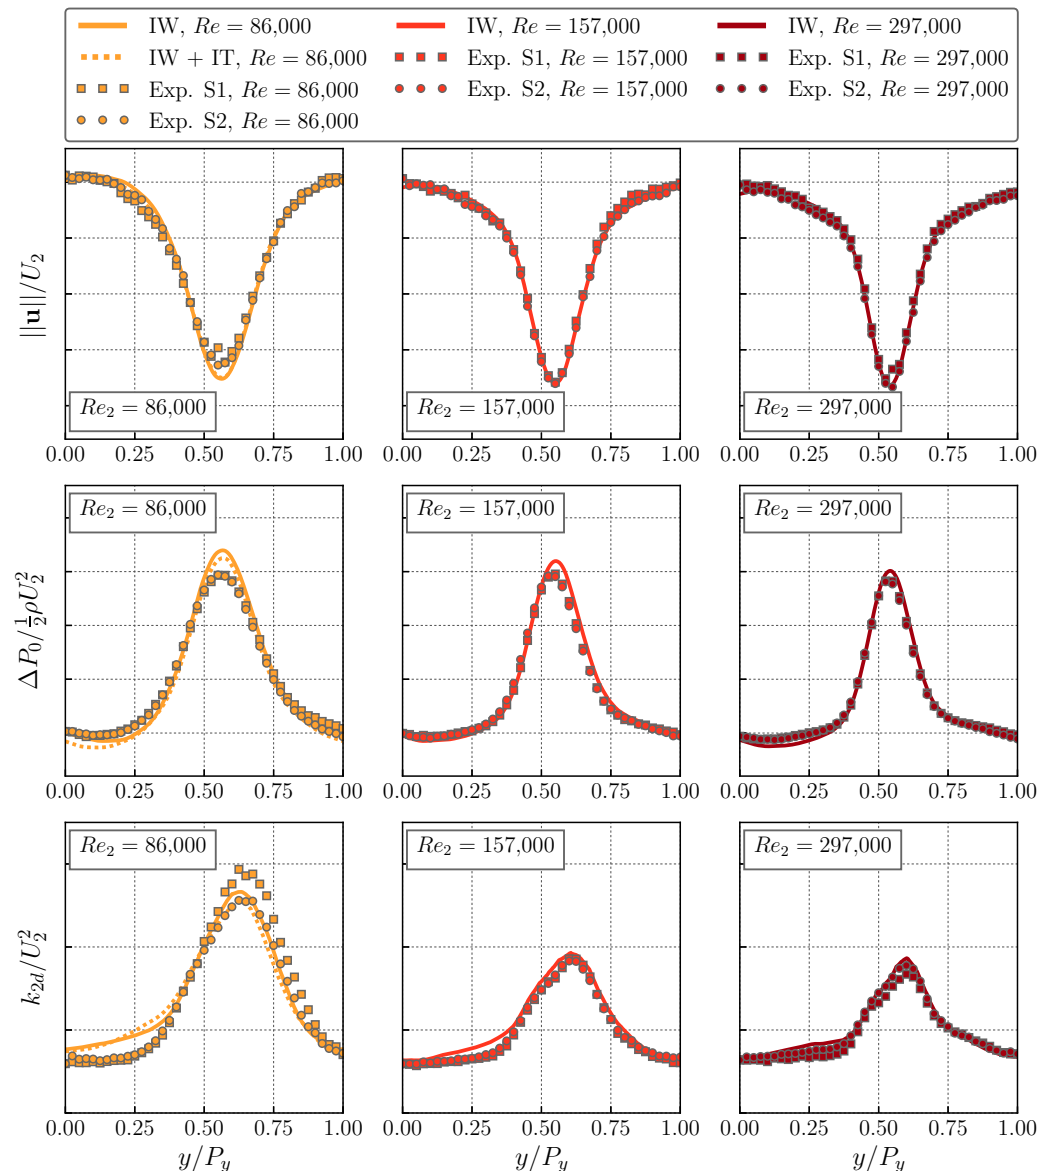 IW, Re = 86,000 IW, Re = 157,000 IW, Re = 297,000
IW + IT, Re = 86,000 Exp. S1, Re = 157,000 Exp. S1, Re = 297,000
Exp. S1, Re = 86,000 Exp. S2, Re = 157,000 Exp. S2, Re = 297,000
Exp. S2, Re = 86,000
||u||/U₂
Re₂ = 86,000 Re₂ = 157,000 Re₂ = 297,000
0.00 0.25 0.50 0.75 1.00 0.00 0.25 0.50 0.75 1.00 0.00 0.25 0.50 0.75 1.00
Re₂ = 86,000 Re₂ = 157,000 Re₂ = 297,000
ΔP₀/½ρU₂²
0.00 0.25 0.50 0.75 1.00 0.00 0.25 0.50 0.75 1.00 0.00 0.25 0.50 0.75 1.00
Re₂ = 86,000 Re₂ = 157,000 Re₂ = 297,000
k₂d/U₂²
0.00 0.25 0.50 0.75 1.00 0.00 0.25 0.50 0.75 1.00 0.00 0.25 0.50 0.75 1.00
y/P_y y/P_y y/P_y